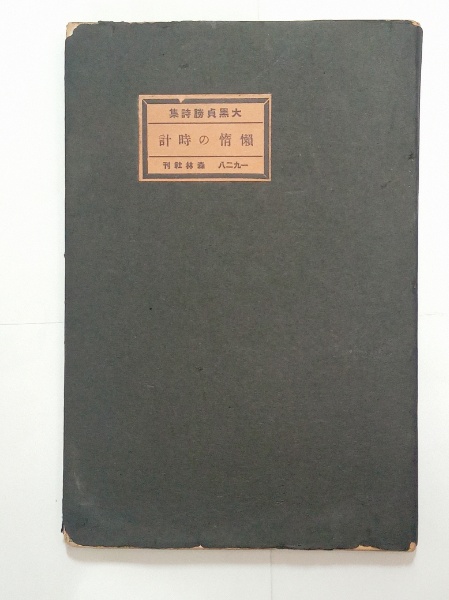 大黒貞勝詩集
懶惰の時計
一九二八 森林社刊